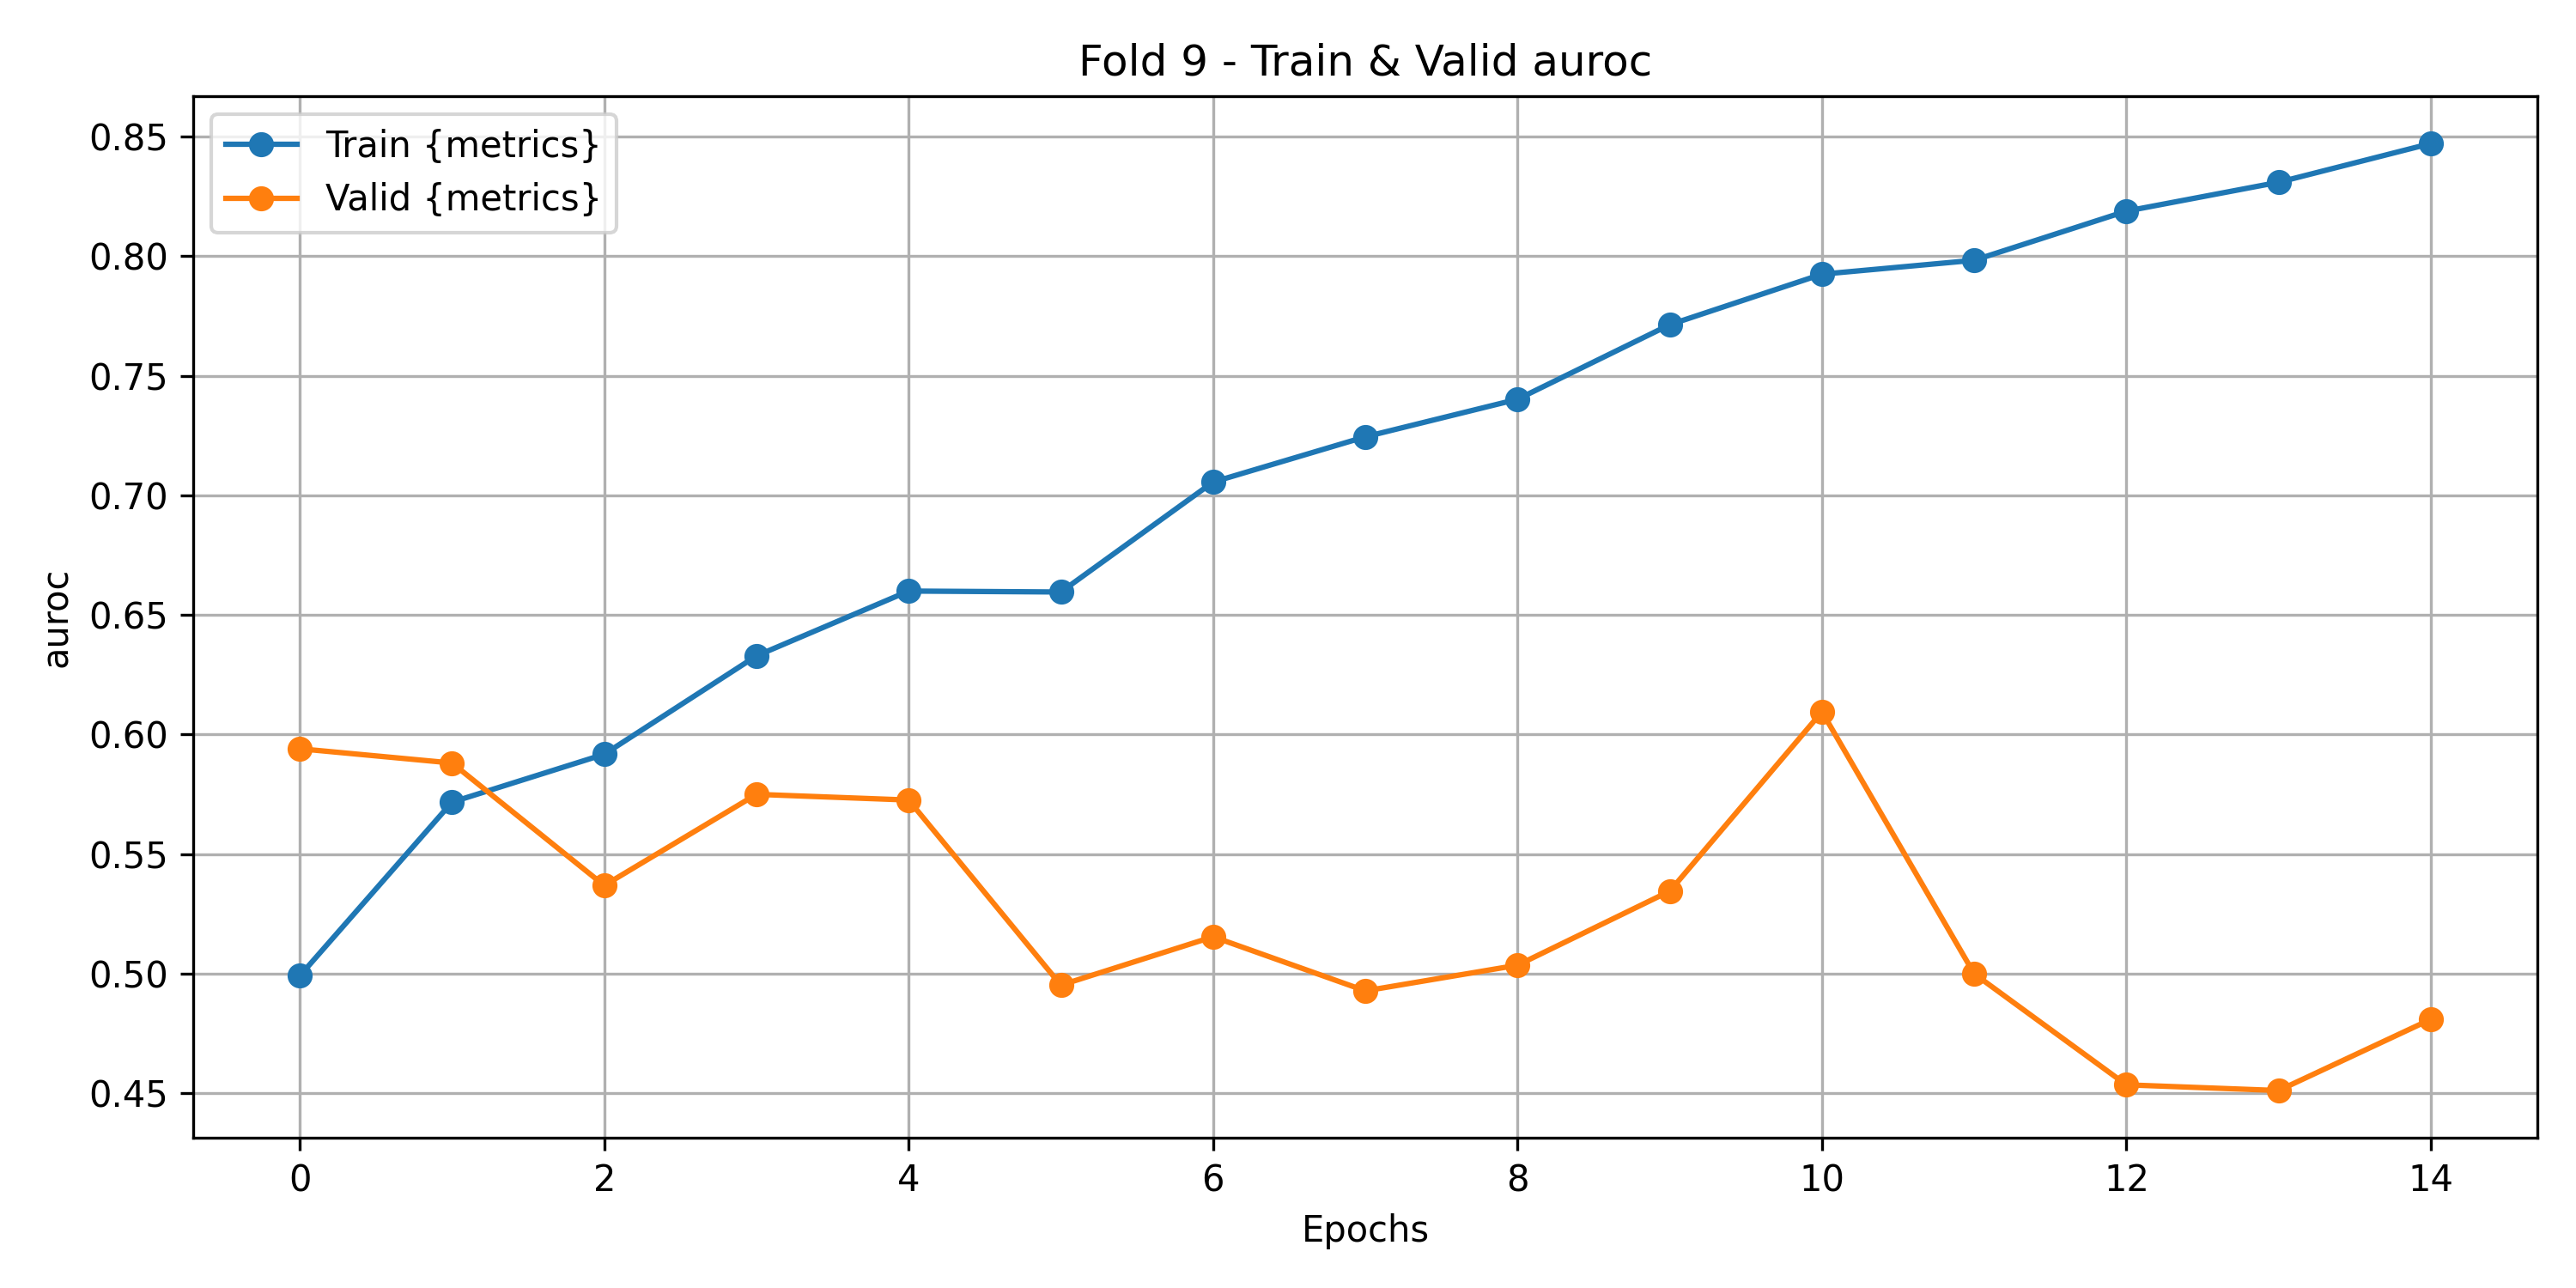 Fold 9 - Train & Valid auroc
Train {metrics}
Valid {metrics}
0.85
0.80
0.75
0.70
0.65
0.60
0.55
0.50
0.45
auroc
0 2 4 6 8 10 12 14
Epochs